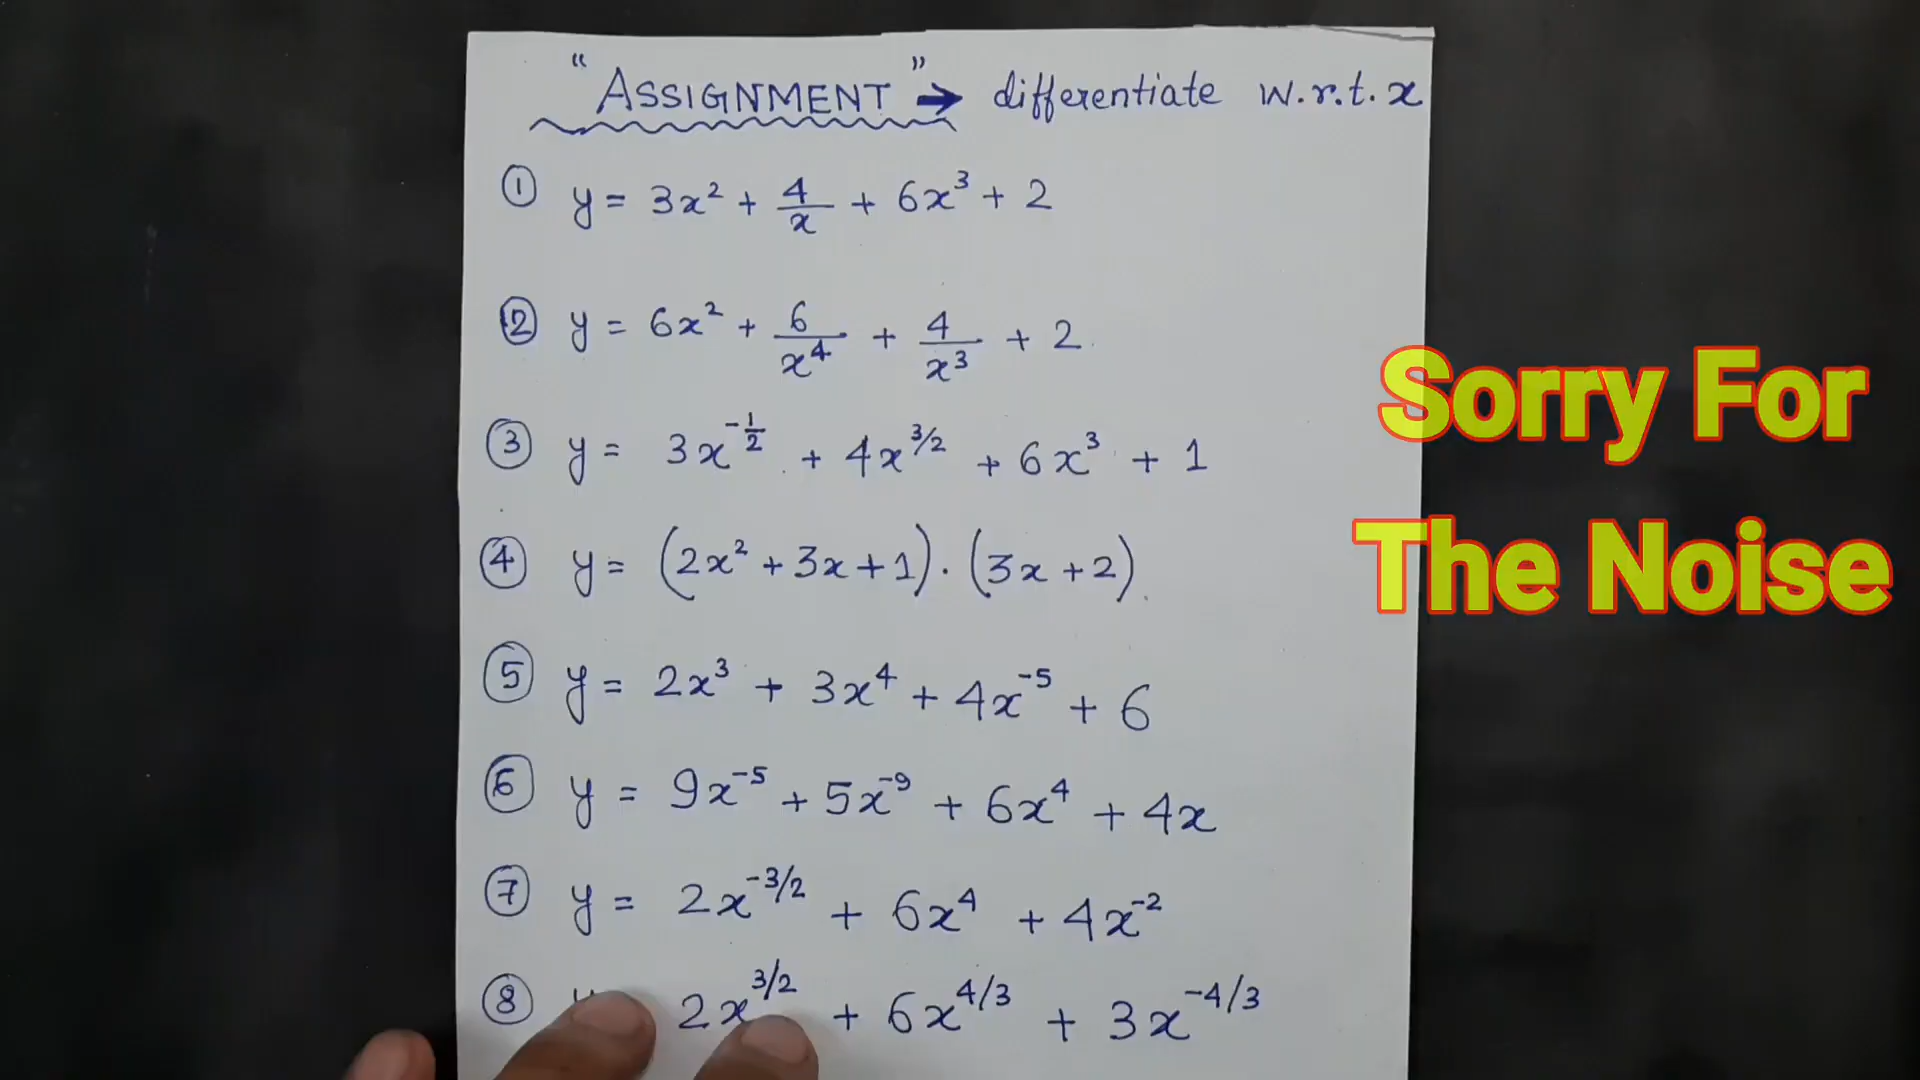 “ASSIGNMENT” → differentiate w.r.t. x
① y = 3x² + 4/x + 6x³ + 2
② y = 6x² + 6/x⁴ + 4/x³ + 2
③ y = 3x^(-1/2) + 4x^(3/2) + 6x³ + 1
④ y = (2x² + 3x + 1) . (3x + 2)
⑤ y = 2x³ + 3x⁴ + 4x⁻⁵ + 6
⑥ y = 9x⁻⁵ + 5x⁻⁹ + 6x⁴ + 4x
⑦ y = 2x^(-3/2) + 6x⁴ + 4x⁻²
⑧ 2x^(3/2) + 6x^(4/3) + 3x^(-4/3)
Sorry For
The Noise